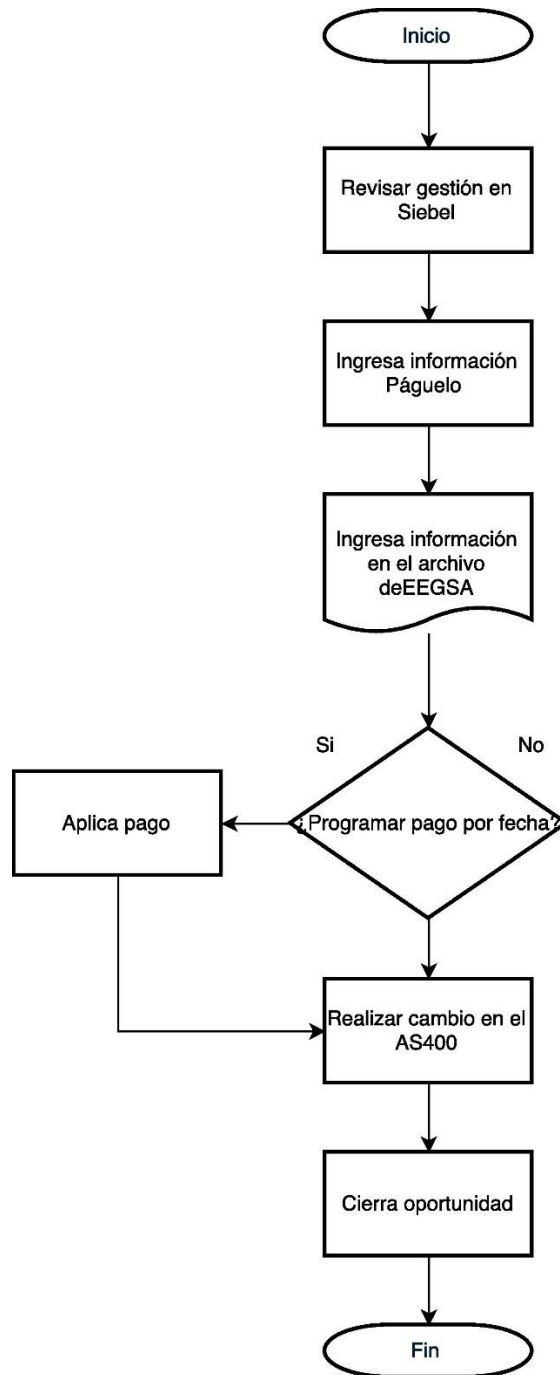 Inicio
Revisar gestión en
Siebel
Ingresa información
Páguelo
Ingresa información
en el archivo
deEEGSA
Si
No
Aplica pago
¿Programar pago por fecha?
Realizar cambio en el
AS400
Cierra oportunidad
Fin